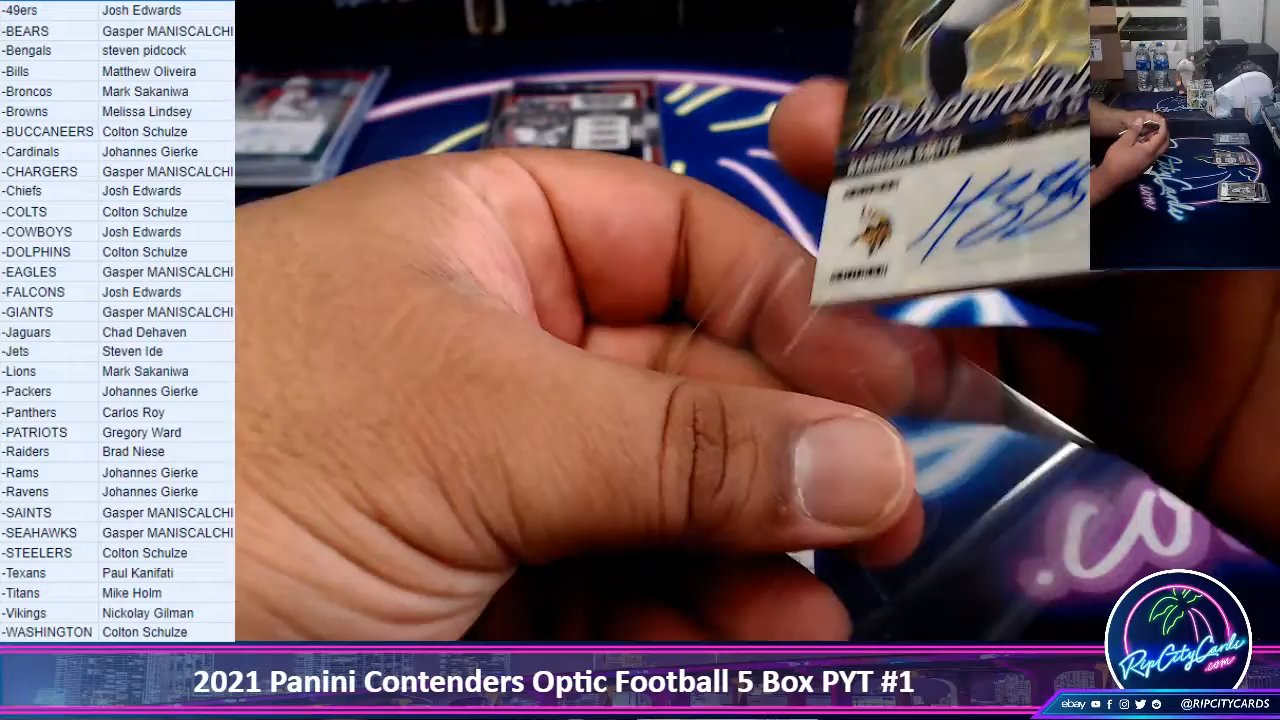 -49ers Josh Edwards
-BEARS Gasper MANISCALCHI
-Bengals steven pidcock
-Bills Matthew Oliveira
-Broncos Mark Sakaniwa
-Browns Melissa Lindsey
-BUCCANEERS Colton Schulze
-Cardinals Johannes Gierke
-CHARGERS Gasper MANISCALCHI
-Chiefs Josh Edwards
-COLTS Colton Schulze
-COWBOYS Josh Edwards
-DOLPHINS Colton Schulze
-EAGLES Gasper MANISCALCHI
-FALCONS Josh Edwards
-GIANTS Gasper MANISCALCHI
-Jaguars Chad Dehaven
-Jets Steven Ide
-Lions Mark Sakaniwa
-Packers Johannes Gierke
-Panthers Carlos Roy
-PATRIOTS Gregory Ward
-Raiders Brad Niese
-Rams Johannes Gierke
-Ravens Johannes Gierke
-SAINTS Gasper MANISCALCHI
-SEAHAWKS Gasper MANISCALCHI
-STEELERS Colton Schulze
-Texans Paul Kanifati
-Titans Mike Holm
-Vikings Nickolay Gilman
-WASHINGTON Colton Schulze
Perennial
HARRISON SMITH
RipCityCards
.com
2021 Panini Contenders Optic Football 5 Box PYT #1
ebay @RIPCITYCARDS